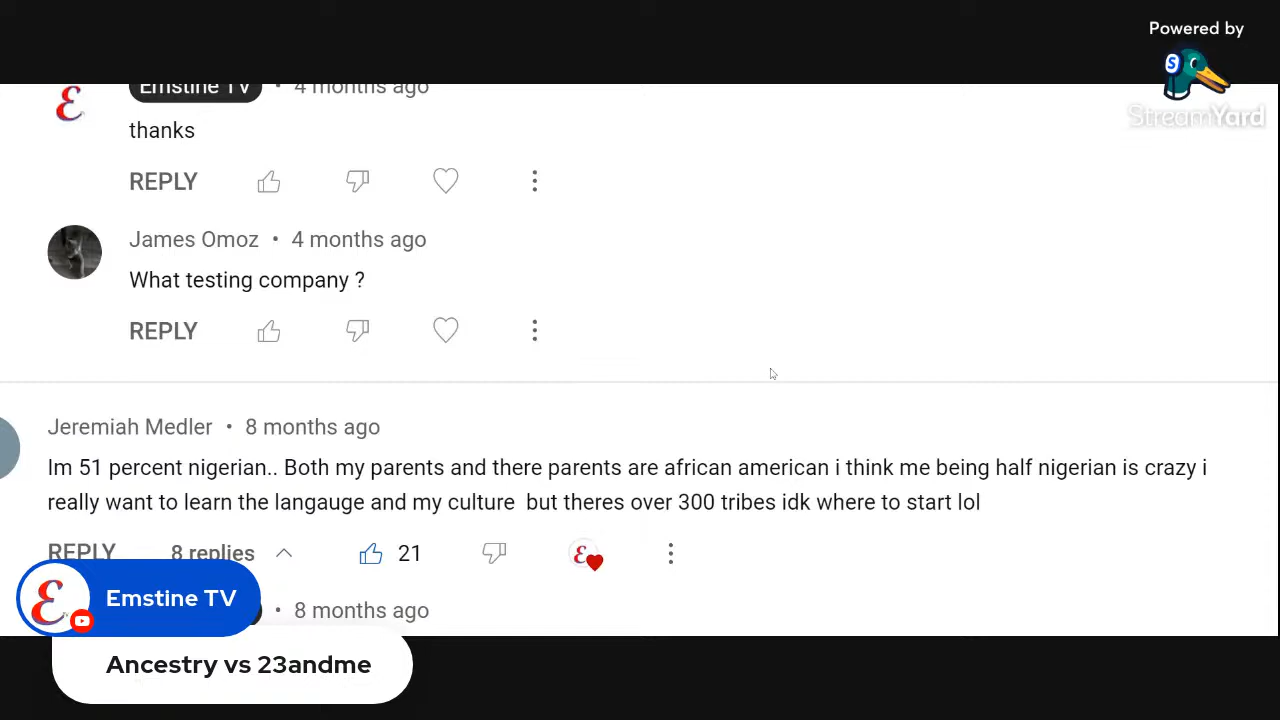 Powered by
StreamYard
Emstine TV • 4 months ago
thanks
REPLY
James Omoz • 4 months ago
What testing company ?
REPLY
Jeremiah Medler • 8 months ago
Im 51 percent nigerian.. Both my parents and there parents are african american i think me being half nigerian is crazy i
really want to learn the langauge and my culture but theres over 300 tribes idk where to start lol
REPLY 8 replies 21
• 8 months ago
Emstine TV
Ancestry vs 23andme